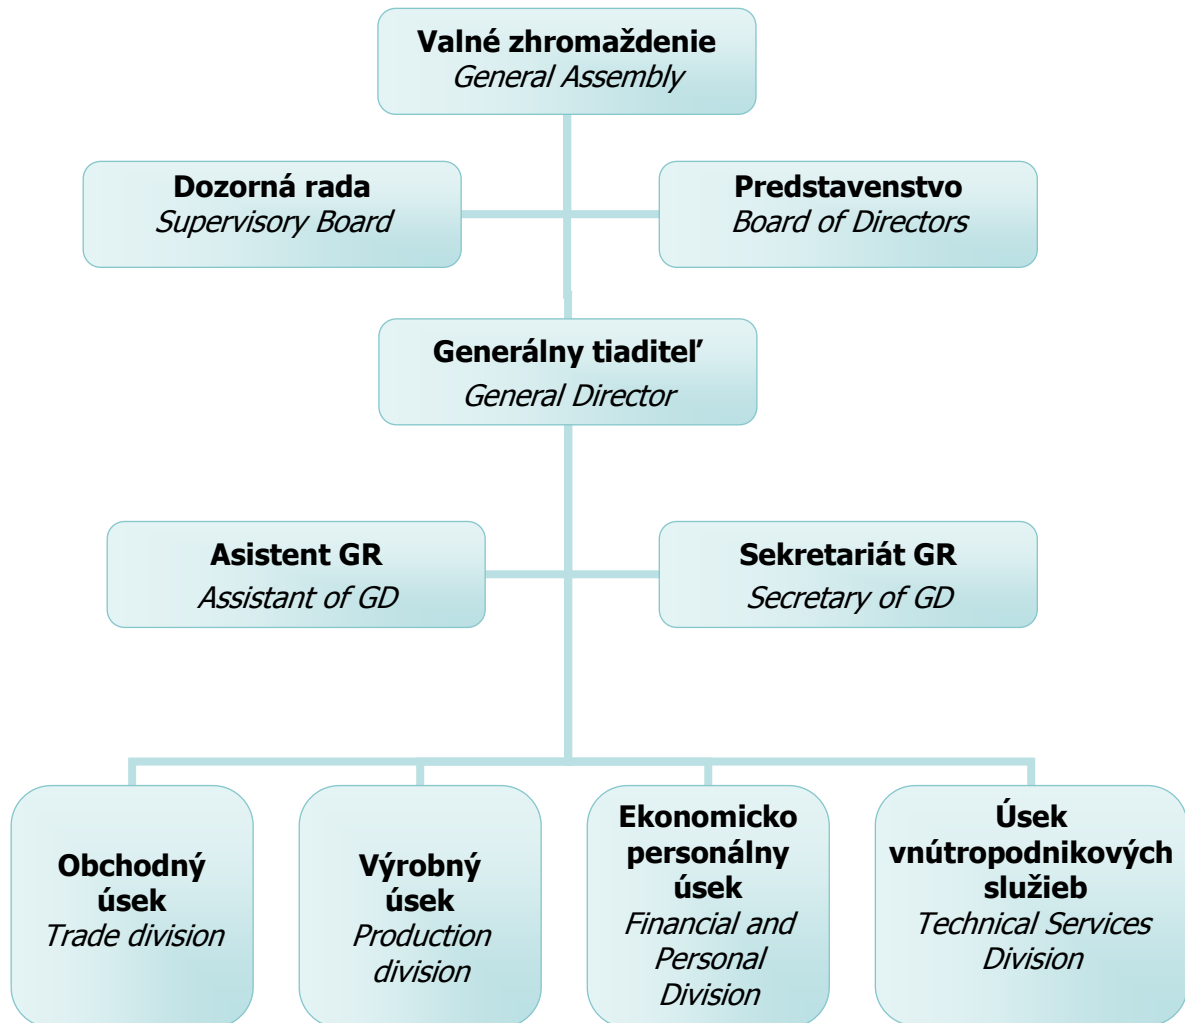 Valné zhromaždenie
General Assembly
Dozorná rada
Supervisory Board
Predstavenstvo
Board of Directors
Generálny tiaditeľ
General Director
Asistent GR
Assistant of GD
Sekretariát GR
Secretary of GD
Obchodný
úsek
Trade division
Výrobný
úsek
Production
division
Ekonomicko
personálny
úsek
Financial and
Personal
Division
Úsek
vnútropodnikových
služieb
Technical Services
Division